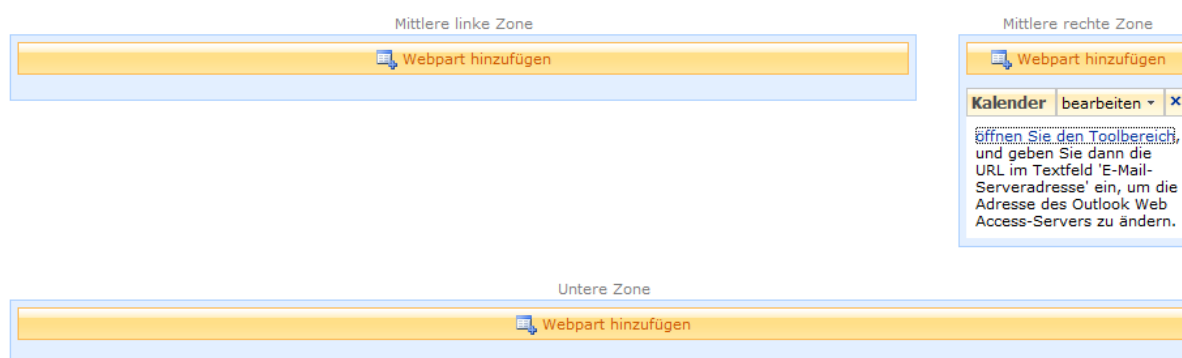 Mittlere linke Zone
Mittlere rechte Zone
Webpart hinzufügen
Webpart hinzufügen
Kalender bearbeiten
öffnen Sie den Toolbereich,
und geben Sie dann die
URL im Textfeld 'E-Mail-
Serveradresse' ein, um die
Adresse des Outlook Web
Access-Servers zu ändern.
Untere Zone
Webpart hinzufügen